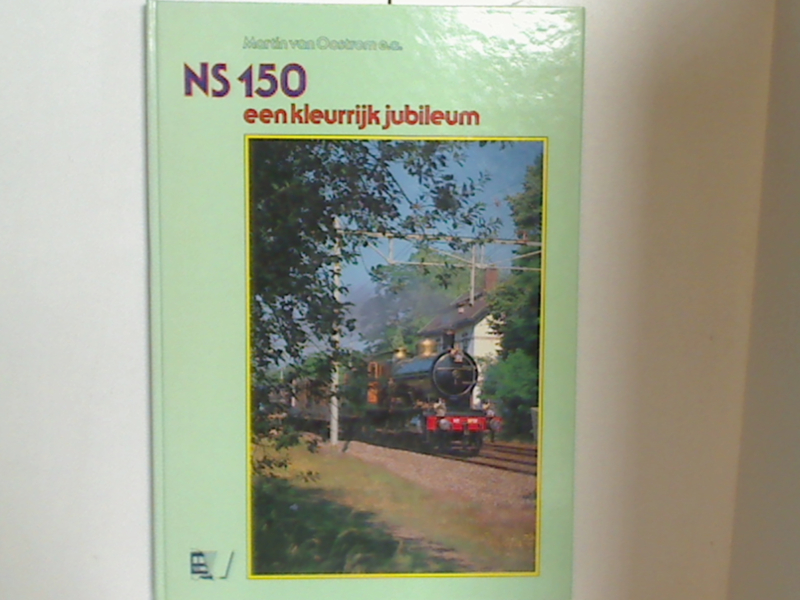 Martin van Oostrom e.a.
NS 150
een kleurrijk jubileum